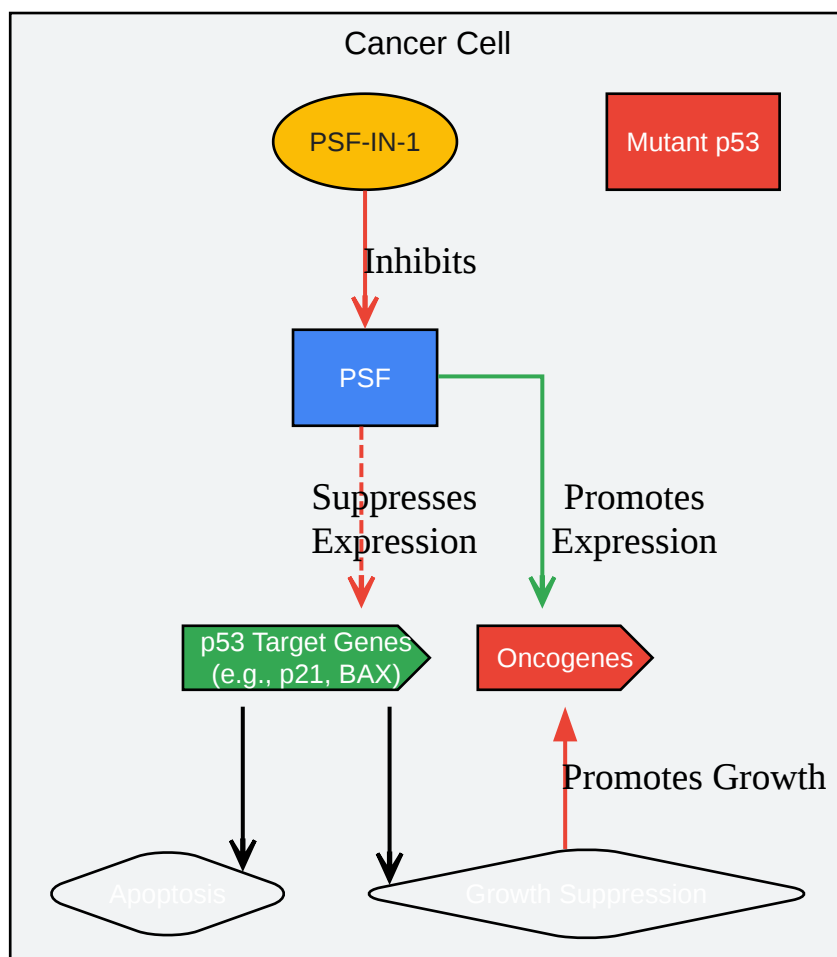 Cancer Cell
PSF-IN-1
Mutant p53
Inhibits
PSF
Suppresses
Expression
Promotes
Expression
p53 Target Genes
(e.g., p21, BAX)
Oncogenes
Promotes Growth
Apoptosis
Growth Suppression